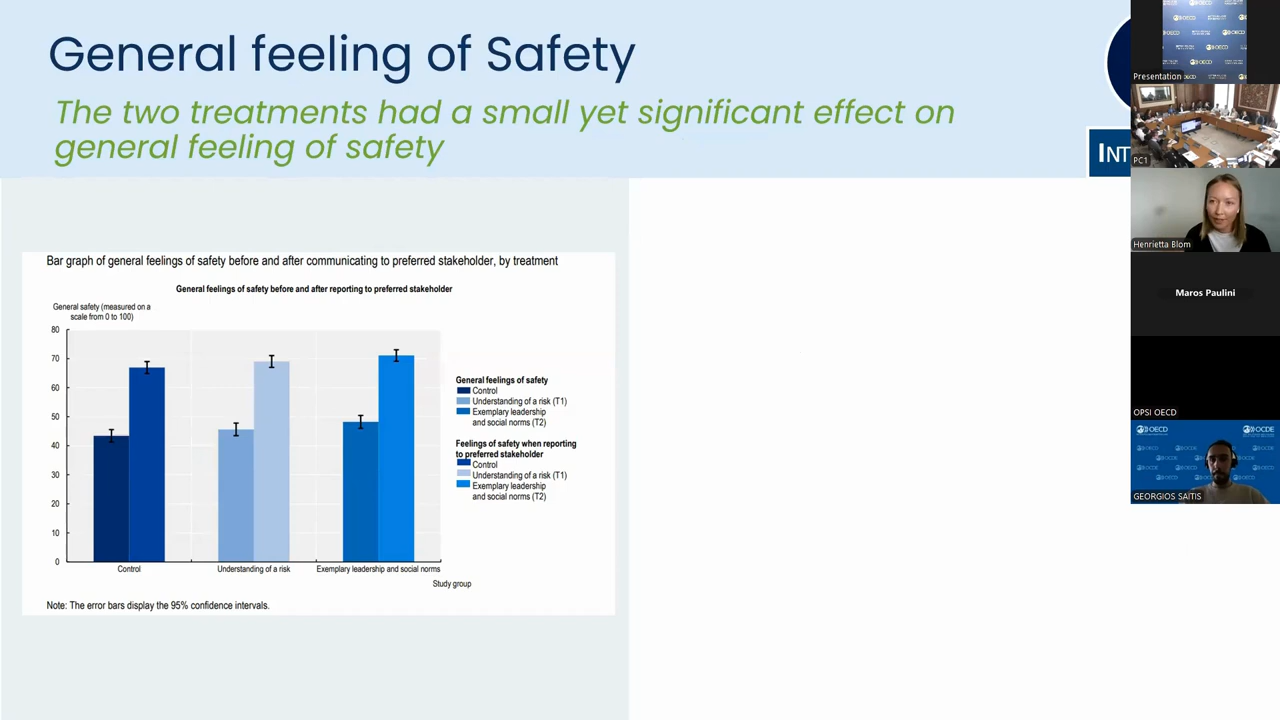 General feeling of Safety
The two treatments had a small yet significant effect on
general feeling of safety
INT
Bar graph of general feelings of safety before and after communicating to preferred stakeholder, by treatment
General feelings of safety before and after reporting to preferred stakeholder
General safety (measured on a
scale from 0 to 100)
80
70
60
50
40
30
20
10
0
Control
Understanding of a risk
Exemplary leadership and social norms
Study group
General feelings of safety
Control
Understanding of a risk (T1)
Exemplary leadership
and social norms (T2)
Feelings of safety when reporting
to preferred stakeholder
Control
Understanding of a risk (T1)
Exemplary leadership
and social norms (T2)
Note: The error bars display the 95% confidence intervals.
OECD
OECD
Presentation
PC1
Henrietta Blom
Maros Paulini
OPSI OECD
OECD
OCDE
GEORGIOS SAITIS